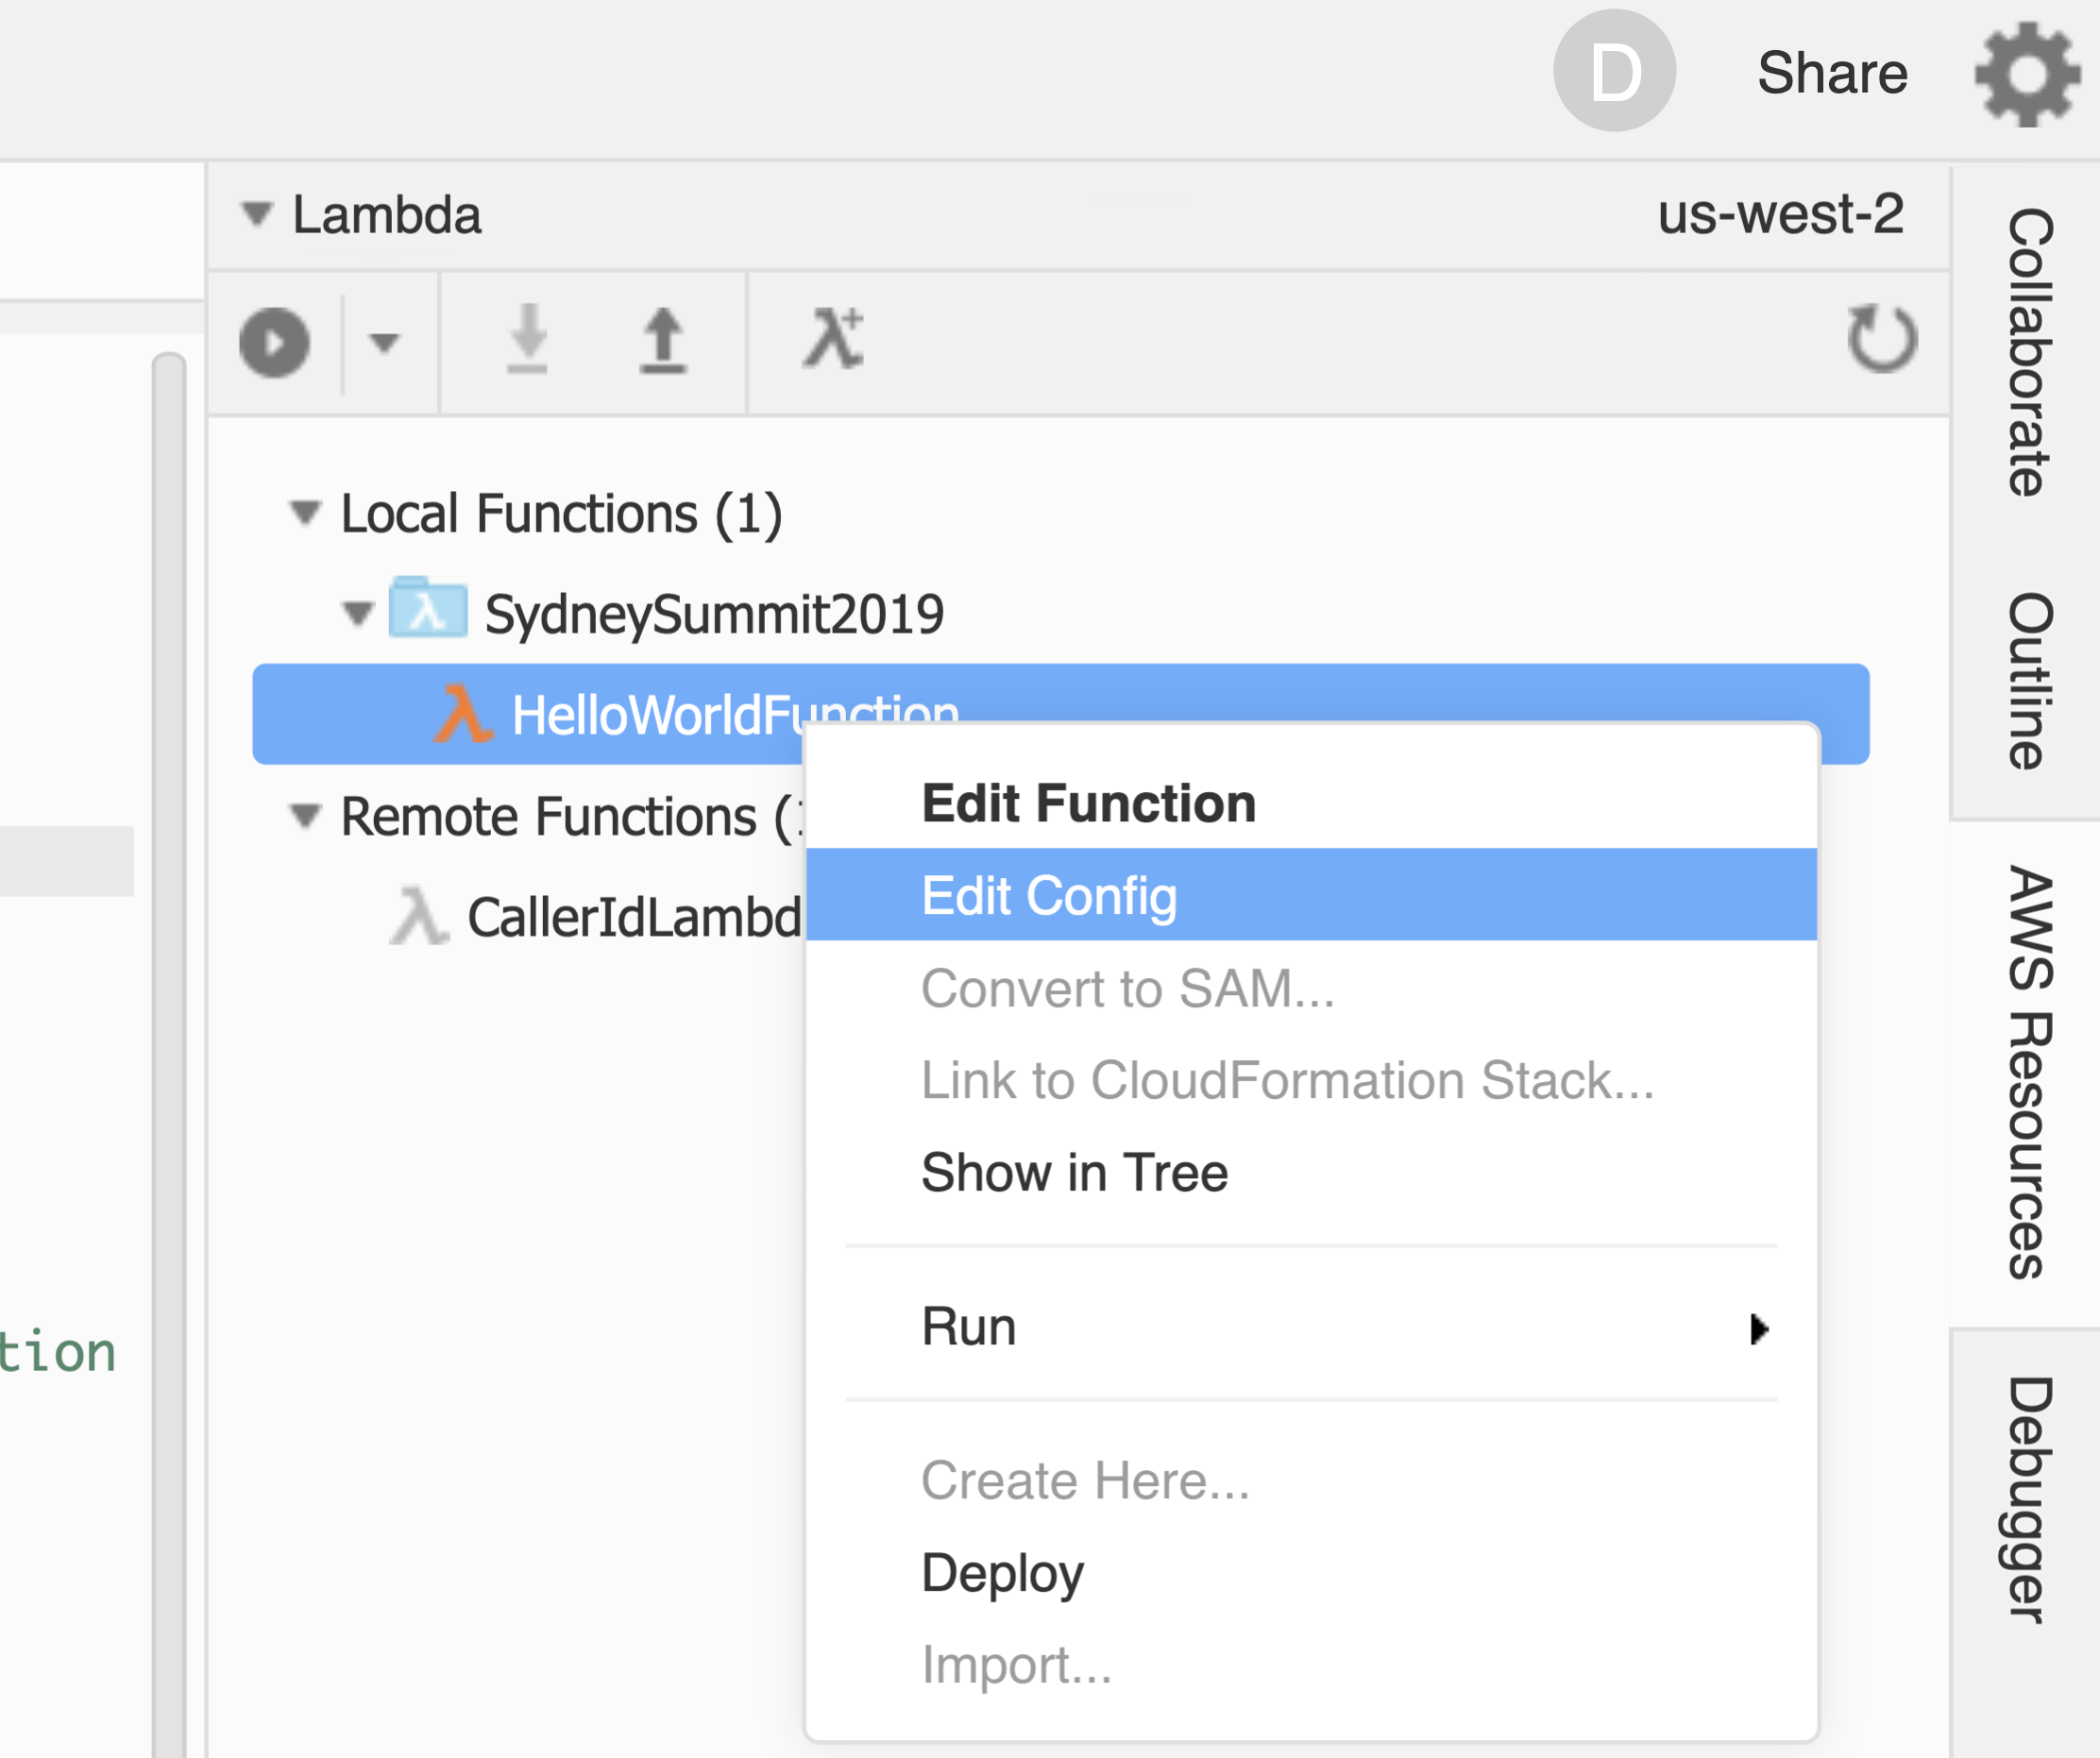 D
Share
Lambda
us-west-2
Local Functions (1)
SydneySummit2019
HelloWorldFunction
Remote Functions (
CallerIdLambd
Edit Function
Edit Config
Convert to SAM...
Link to CloudFormation Stack...
Show in Tree
Run
Create Here...
Deploy
Import...
tion
Collaborate
Outline
AWS Resources
Debugger